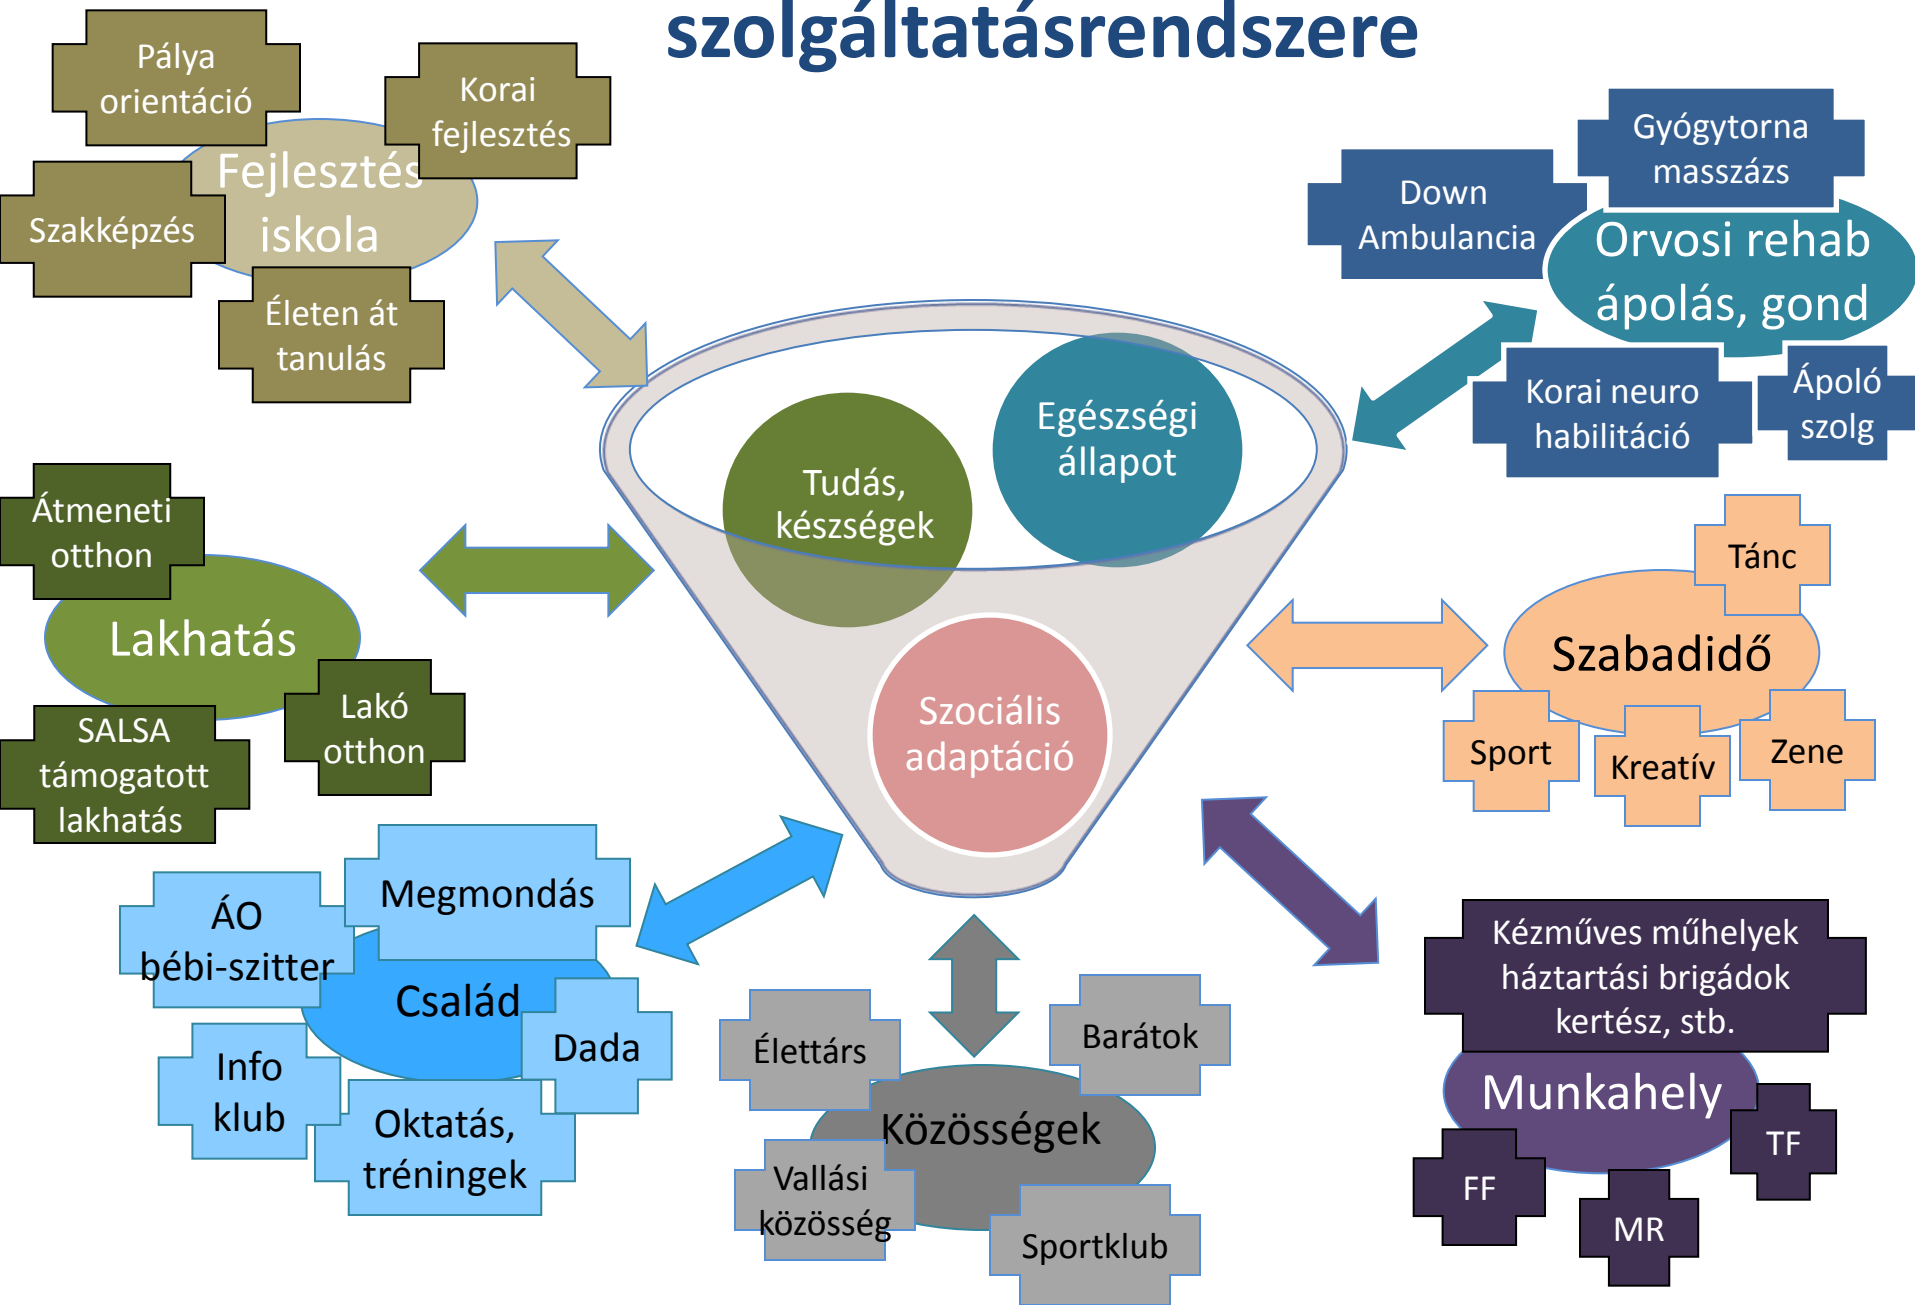 szolgáltatásrendszere
Pálya
orientáció
Korai
fejlesztés
Fejlesztés
iskola
Szakképzés
Életen át
tanulás
Gyógytorna
masszázs
Down
Ambulancia
Orvosi rehab
ápolás, gond
Korai neuro
habilitáció
Ápoló
szolg
Egészségi
állapot
Tudás,
készségek
Szociális
adaptáció
Átmeneti
otthon
Lakhatás
Lakó
otthon
SALSA
támogatott
lakhatás
Tánc
Szabadidő
Sport
Kreatív
Zene
Megmondás
ÁO
bébi-szitter
Család
Dada
Info
klub
Oktatás,
tréningek
Élettárs
Barátok
Közösségek
Vallási
közösség
Sportklub
Kézműves műhelyek
háztartási brigádok
kertész, stb.
Munkahely
TF
FF
MR